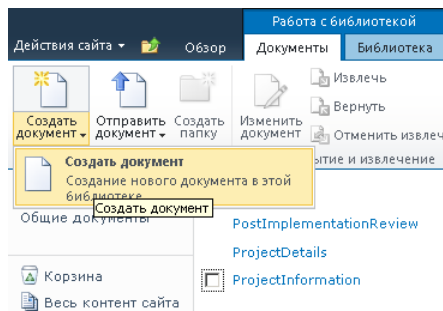 Работа с библиотекой
Действия сайта
Обзор
Документы
Библиотека
Создать документ
Отправить документ
Создать папку
Изменить документ
Извлечь
Вернуть
Отменить извлеч
ытие и извлечение
Создать документ
Создание нового документа в этой
библиотеке
Создать документ
Общие документы
PostImplementationReview
ProjectDetails
ProjectInformation
Корзина
Весь контент сайта